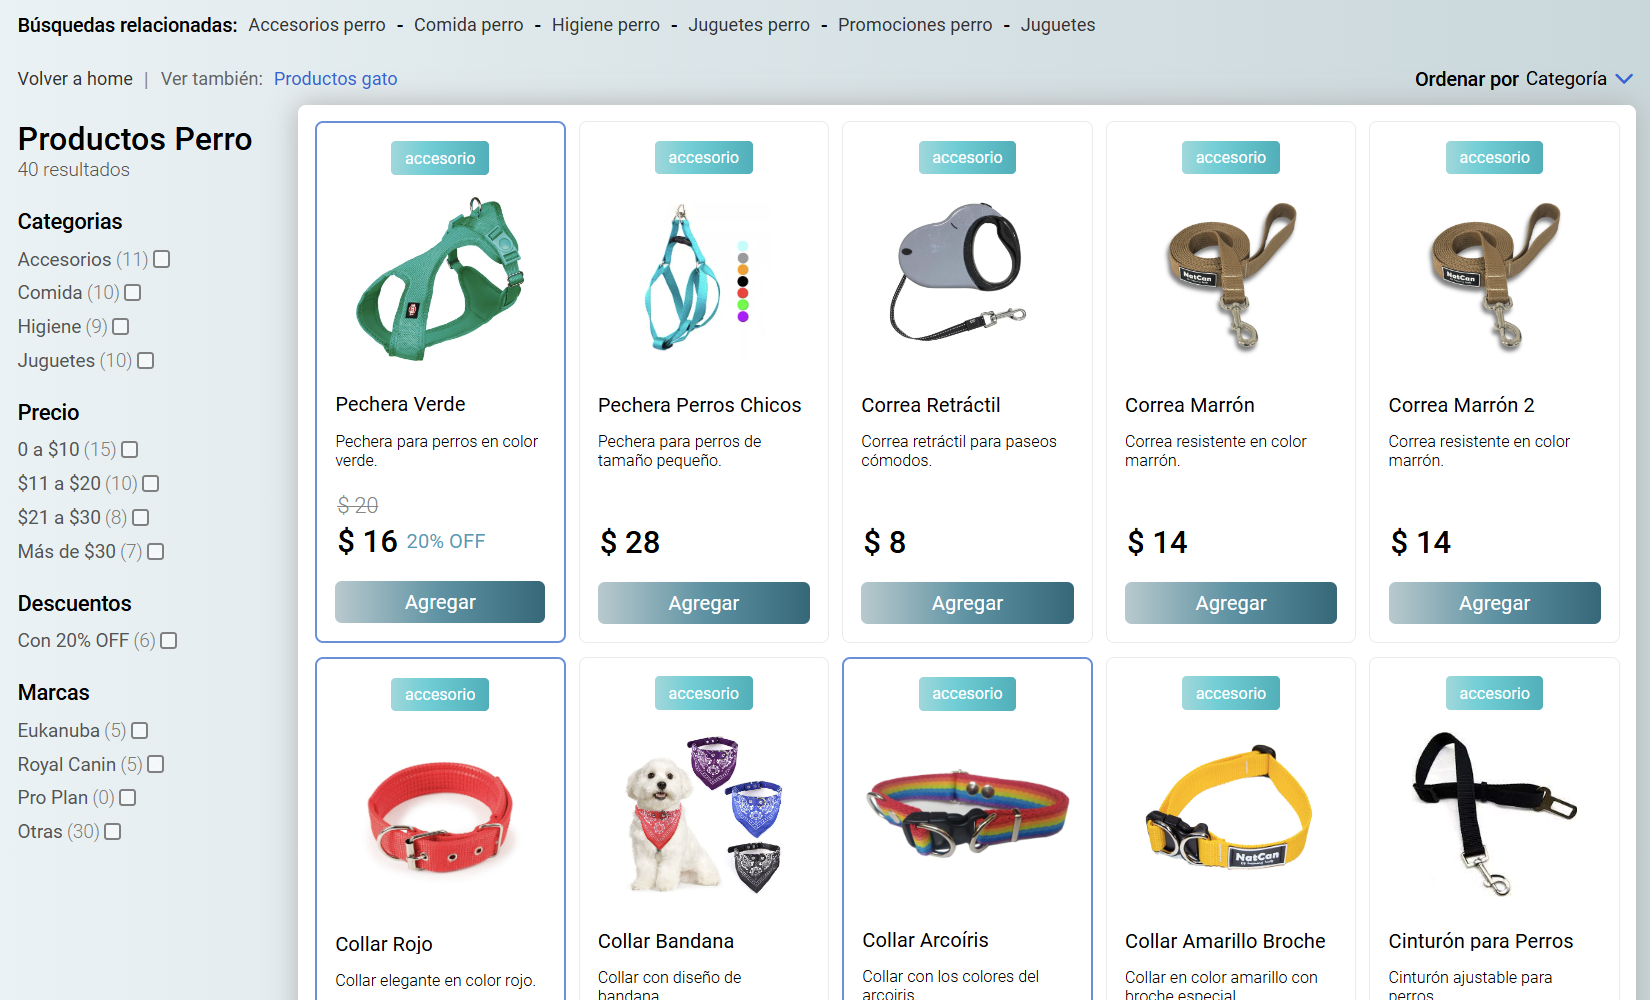 Búsquedas relacionadas: Accesorios perro - Comida perro - Higiene perro - Juguetes perro - Promociones perro - Juguetes
Volver a home | Ver también: Productos gato
Ordenar por Categoría
Productos Perro
40 resultados
Categorias
Accesorios (11)
Comida (10)
Higiene (9)
Juguetes (10)
Precio
0 a $10 (15)
$11 a $20 (10)
$21 a $30 (8)
Más de $30 (7)
Descuentos
Con 20% OFF (6)
Marcas
Eukanuba (5)
Royal Canin (5)
Pro Plan (0)
Otras (30)
accesorio
Pechera Verde
Pechera para perros en color
verde.
$ 20
$ 16 20% OFF
Agregar
accesorio
Pechera Perros Chicos
Pechera para perros de
tamaño pequeño.
$ 28
Agregar
accesorio
Correa Retráctil
Correa retráctil para paseos
cómodos.
$ 8
Agregar
accesorio
NatCan
Correa Marrón
Correa resistente en color
marrón.
$ 14
Agregar
accesorio
NatCan
Correa Marrón 2
Correa resistente en color
marrón.
$ 14
Agregar
accesorio
Collar Rojo
Collar elegante en color rojo.
accesorio
Collar Bandana
Collar con diseño de
bandana.
accesorio
Collar Arcoíris
Collar con los colores del
arcoiris.
accesorio
NatCan
Collar Amarillo Broche
Collar en color amarillo con
broche especial.
accesorio
Cinturón para Perros
Cinturón ajustable para
perros.